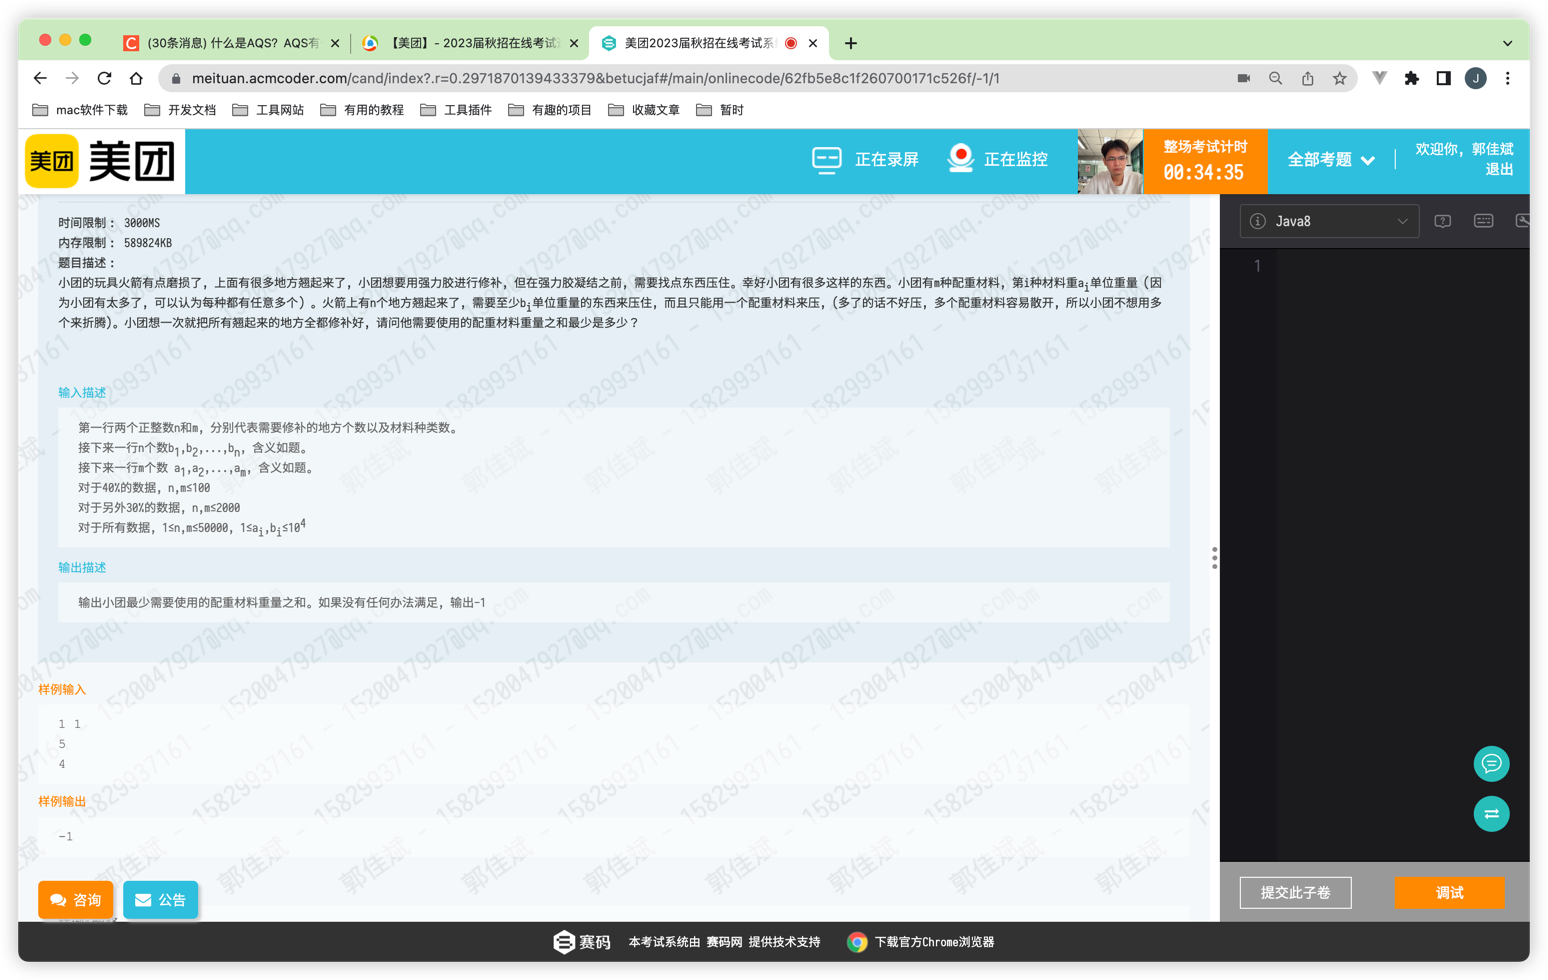 (30条消息) 什么是AQS? AQS有
【美团】- 2023届秋招在线考试
美团2023届秋招在线考试系
meituan.acmcoder.com/cand/index?.r=0.2971870139433379&betucjaf#/main/onlinecode/62fb5e8c1f260700171c526f/-1/1
J
mac软件下载 开发文档 工具网站 有用的教程 工具插件 有趣的项目 收藏文章 暂时
美团 美团
正在录屏 正在监控
整场考试计时
00:34:35
全部考题
欢迎你, 郭佳斌
退出
时间限制: 3000MS
内存限制: 589824KB
题目描述:
小团的玩具火箭有点磨损了，上面有很多地方翘起来了，小团想要用强力胶进行修补，但在强力胶凝结之前，需要找点东西压住。幸好小团有很多这样的东西。小团有m种配重材料，第i种材料重ai单位重量（因
为小团有太多了，可以认为每种都有任意多个）。火箭上有n个地方翘起来了，需要至少bi单位重量的东西来压住，而且只能用一个配重材料来压，(多了的话不好压，多个配重材料容易散开，所以小团不想用多
个来折腾)。小团想一次就把所有翘起来的地方全都修补好，请问他需要使用的配重材料重量之和最少是多少？
输入描述
第一行两个正整数n和m，分别代表需要修补的地方个数以及材料种类数。
接下来一行n个数b1,b2,...,bn，含义如题。
接下来一行m个数 a1,a2,...,am，含义如题。
对于40%的数据，n,m≤100
对于另外30%的数据，n,m≤2000
对于所有数据，1≤n,m≤50000，1≤ai,bi≤10^4
输出描述
输出小团最少需要使用的配重材料重量之和。如果没有任何办法满足，输出-1
样例输入
1 1
5
4
样例输出
-1
咨询 公告
Java8
1
提交此子卷 调试
赛码 本考试系统由 赛码网 提供技术支持 下载官方Chrome浏览器
郭佳斌 - 15829937161 - 1520047927@qq.com